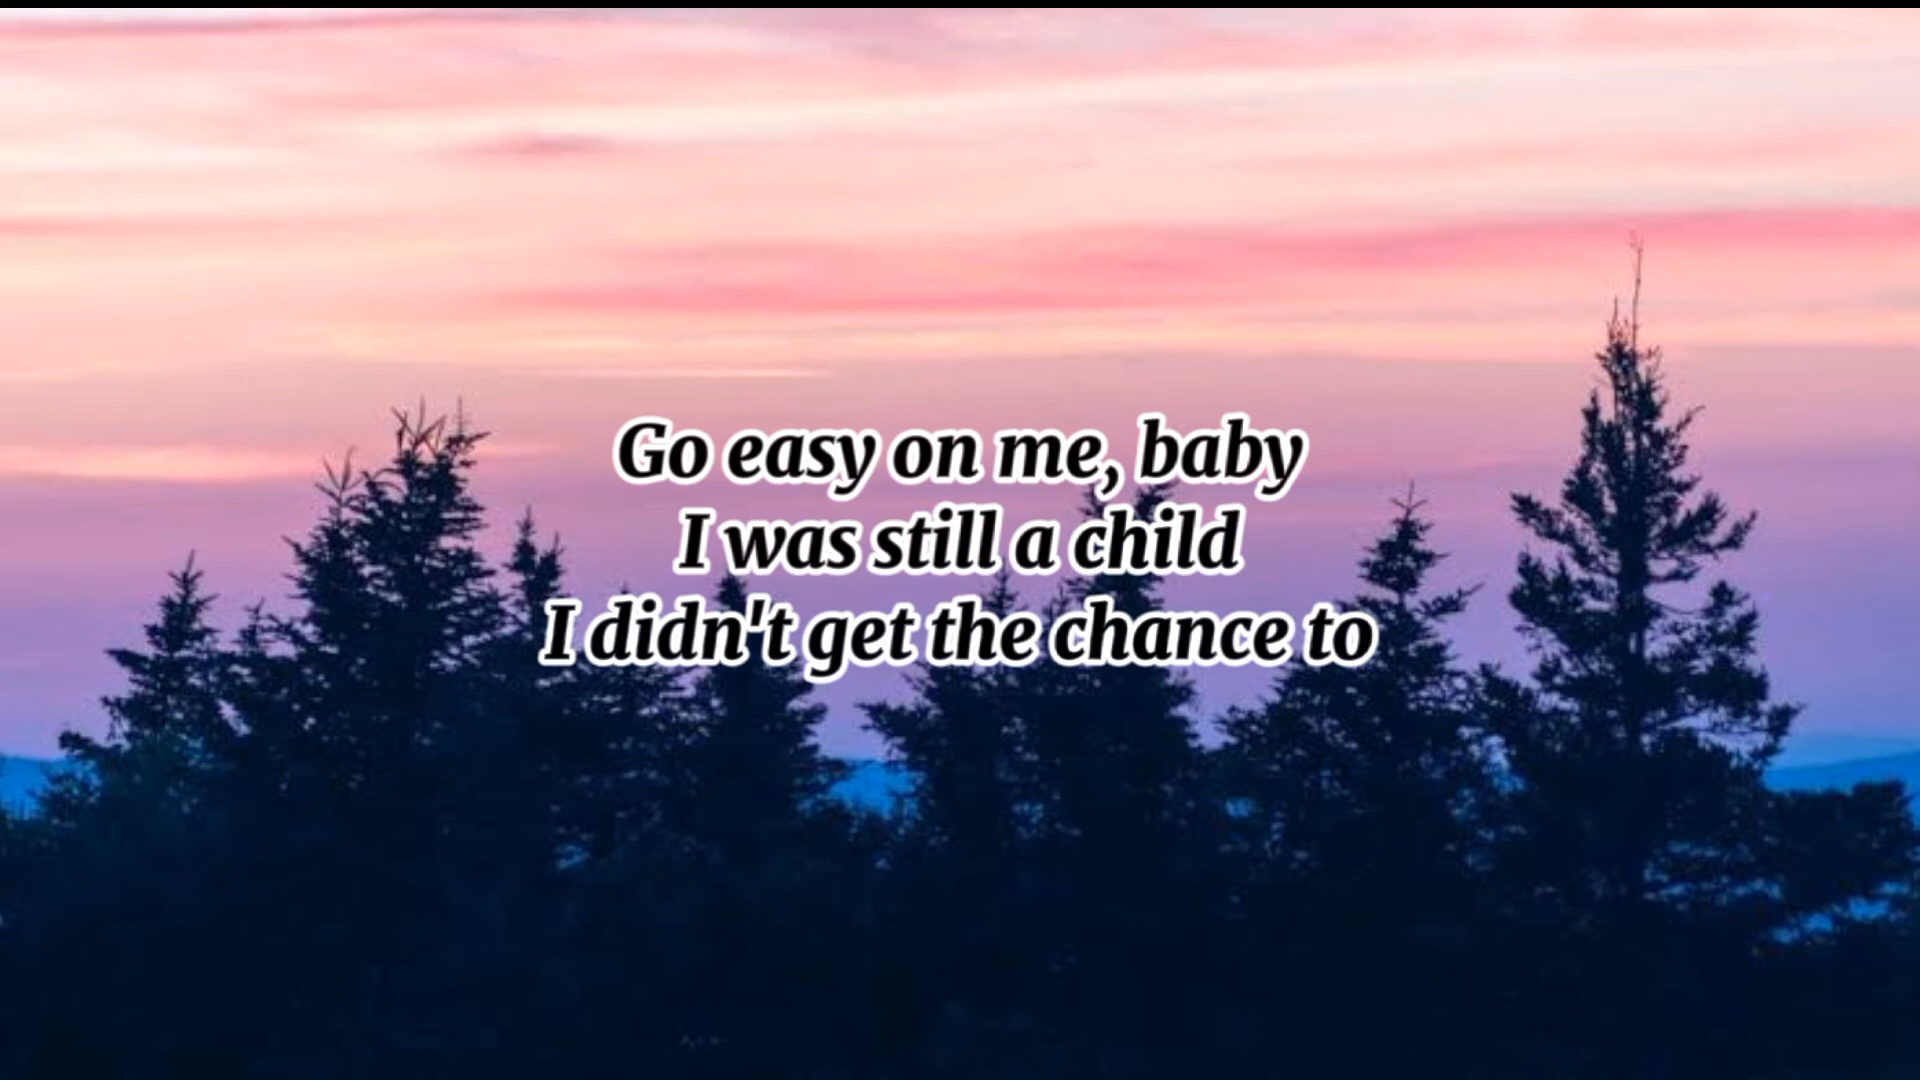 Go easy on me, baby
I was still a child
I didn't get the chance to